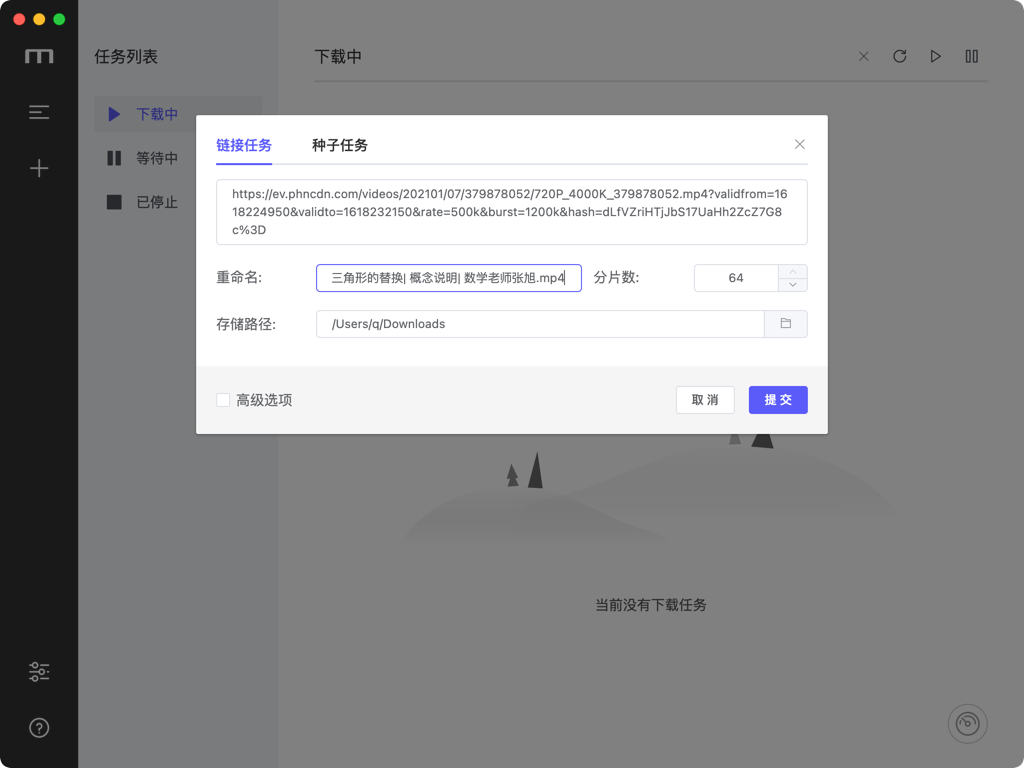 任务列表
下载中
等待中
已停止
下载中
链接任务
种子任务
https://ev.phncdn.com/videos/202101/07/379878052/720P_4000K_379878052.mp4?validfrom=16
18224950&validto=1618232150&rate=500k&burst=1200k&hash=dLfVZriHTjJbS17UaHh2ZcZ7G8
c%3D
重命名:
三角形的替换| 概念说明| 数学老师张旭.mp4
分片数:
64
存储路径:
/Users/q/Downloads
高级选项
取 消
提 交
当前没有下载任务